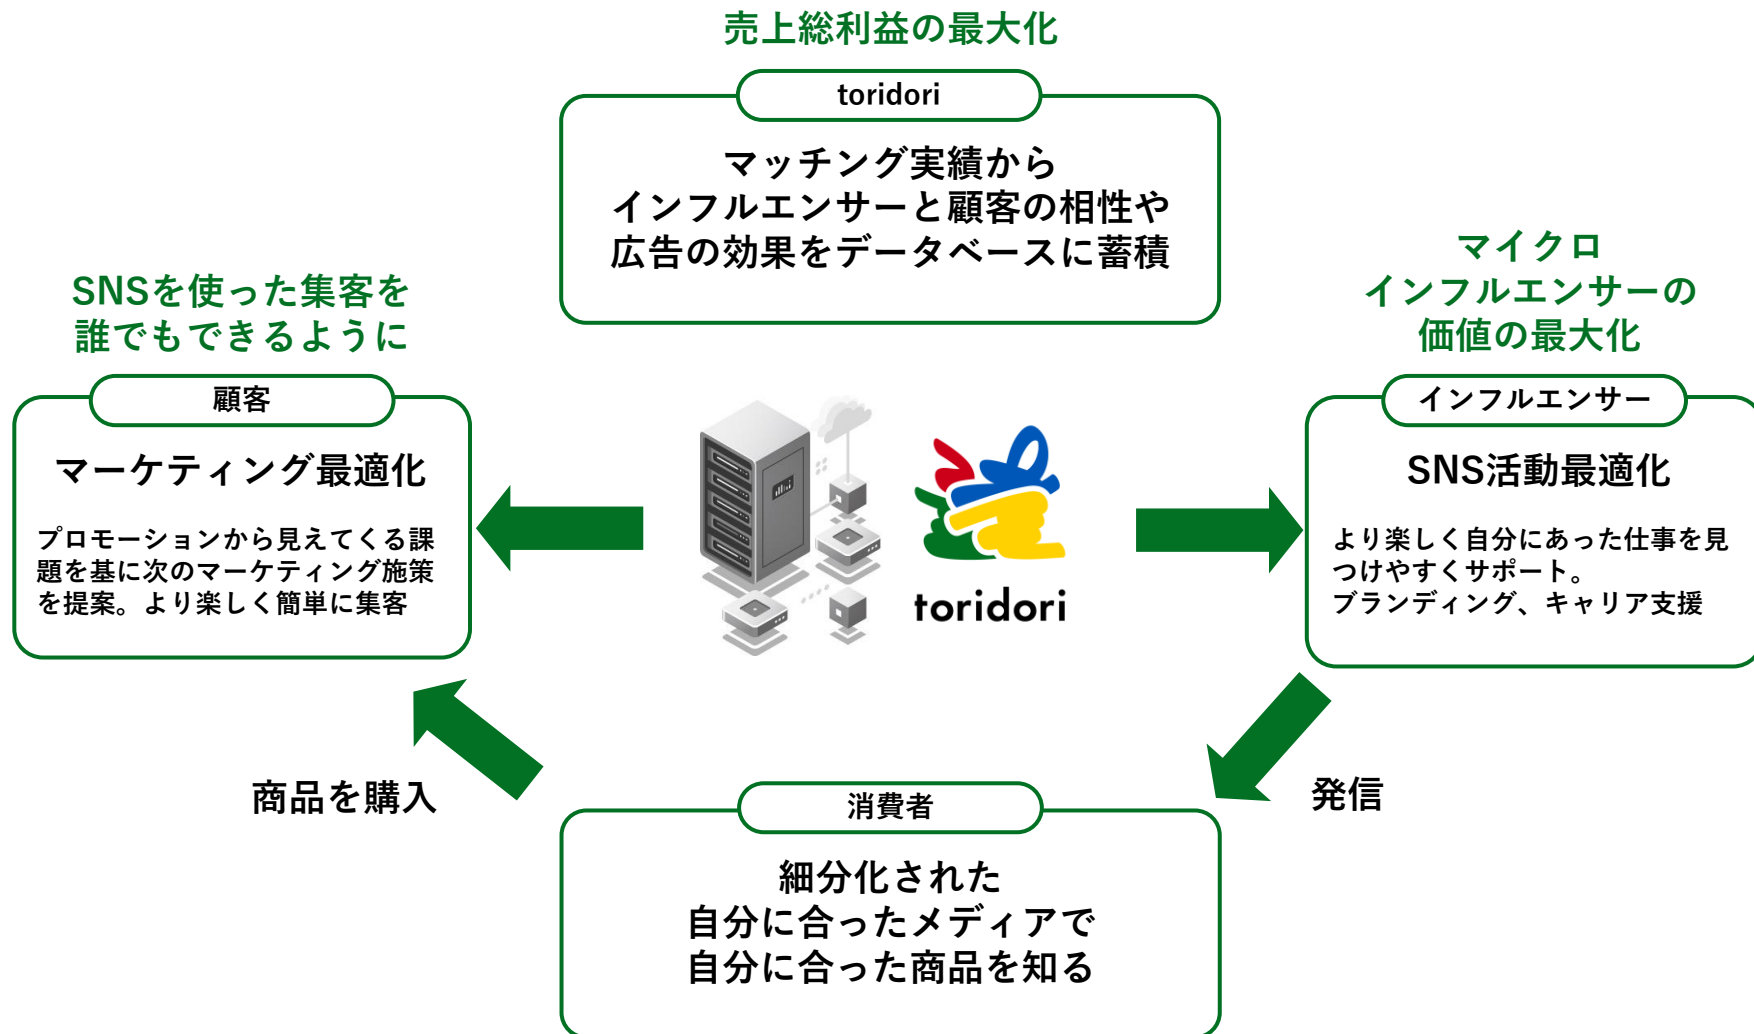 売上総利益の最大化
toridori
マッチング実績から
インフルエンサーと顧客の相性や
広告の効果をデータベースに蓄積
SNSを使った集客を
誰でもできるように
顧客
マーケティング最適化
プロモーションから見えてくる課
題を基に次のマーケティング施策
を提案。より楽しく簡単に集客
toridori
マイクロ
インフルエンサーの
価値の最大化
インフルエンサー
SNS活動最適化
より楽しく自分にあった仕事を見
つけやすくサポート。
ブランディング、キャリア支援
商品を購入
発信
消費者
細分化された
自分に合ったメディアで
自分に合った商品を知る